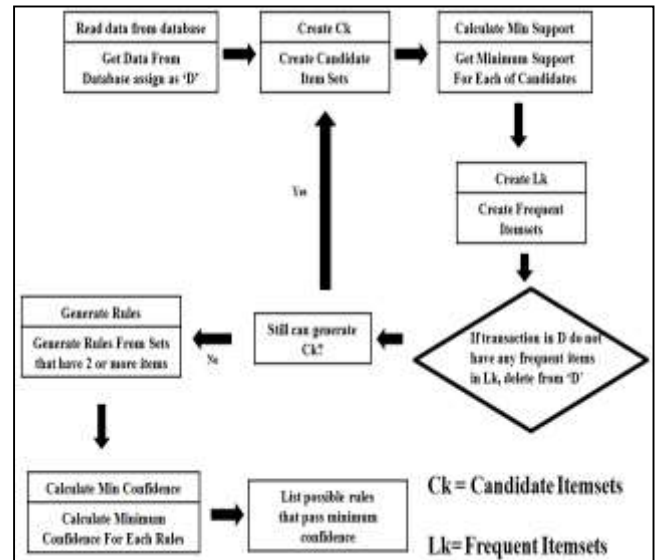 Read data from database
Get Data From
Database assign as 'D'
Create Ck
Create Candidate
Item Sets
Calculate Min Support
Get Minimum Support
For Each of Candidates
Create Lk
Create Frequent
Itemsets
If transaction in D do not
have any frequent items
in Lk, delete from 'D'
Still can generate
Ck?
Yes
No
Generate Rules
Generate Rules From Sets
that have 2 or more items
Calculate Min Confidence
Calculate Minimum
Confidence For Each Rules
List possible rules
that pass minimum
confidence
Ck = Candidate Itemsets
Lk= Frequent Itemsets